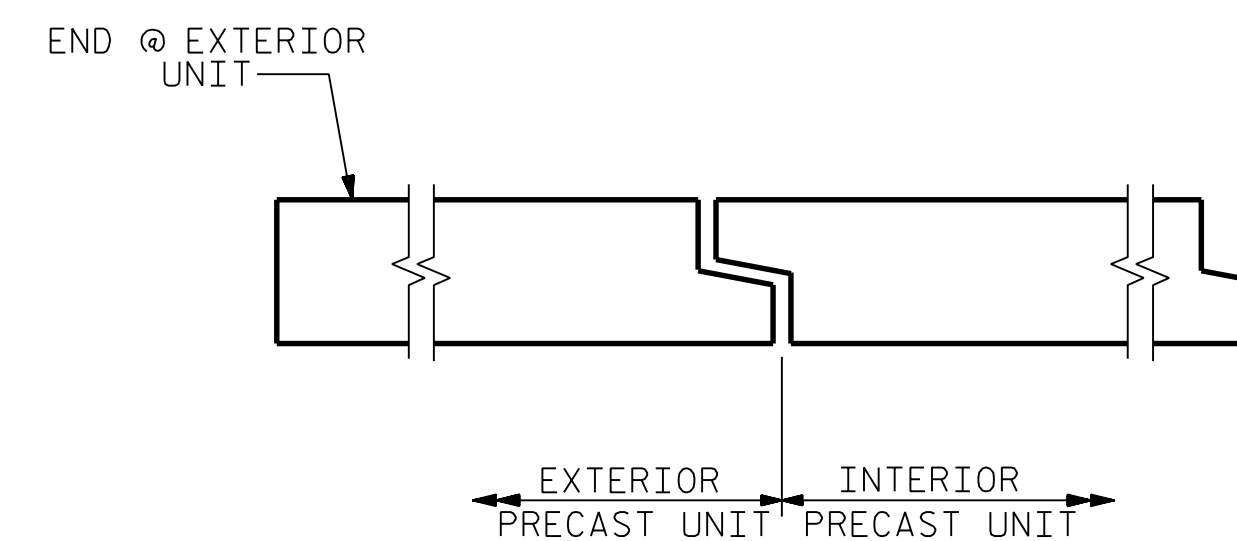 END @ EXTERIOR
UNIT
EXTERIOR
PRECAST UNIT
INTERIOR
PRECAST UNIT